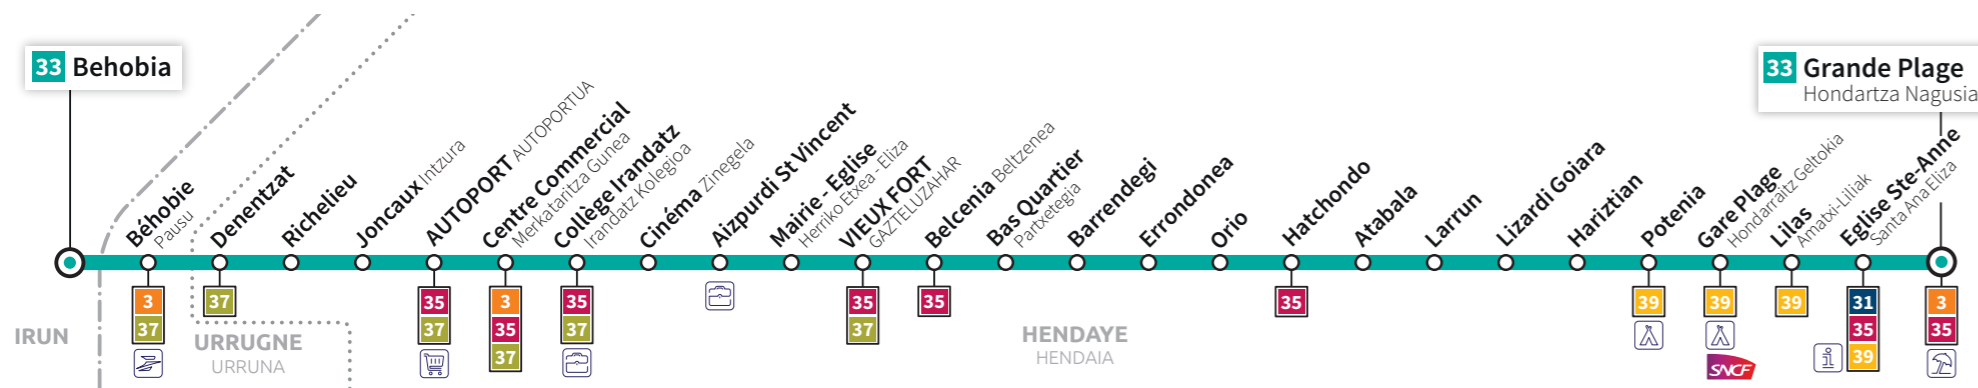 33 Behobia
33 Grande Plage
Hondartza Nagusia
Béhobie
Pausu
Denentzat
Richelieu
Joncaux Intzura
AUTOPORT AUTOPORTUA
Centre Commercial
Merkataritza Gunea
Collège Irandatz
Irandatz Kolegioa
Cinéma Zinegela
Aizpurdi St Vincent
Mairie - Eglise
Herriko Etxea - Eliza
VIEUX FORT
GAZTELUZAHAR
Belcenia Beltzenea
Bas Quartier
Partxetegia
Barrendegi
Errondonea
Orio
Hatchondo
Atabala
Larrun
Lizardi Goiara
Hariztian
Potenia
Gare Plage
Hondarraitz Geltokia
Lilas
Amatxi-Liliak
Eglise Ste-Anne
Santa Ana Eliza
3
37
37
35
37
3
35
37
35
37
35
37
35
35
39
39
SNCF
39
31
35
39
3
35
IRUN
URRUGNE
URRUNA
HENDAYE
HENDAIA